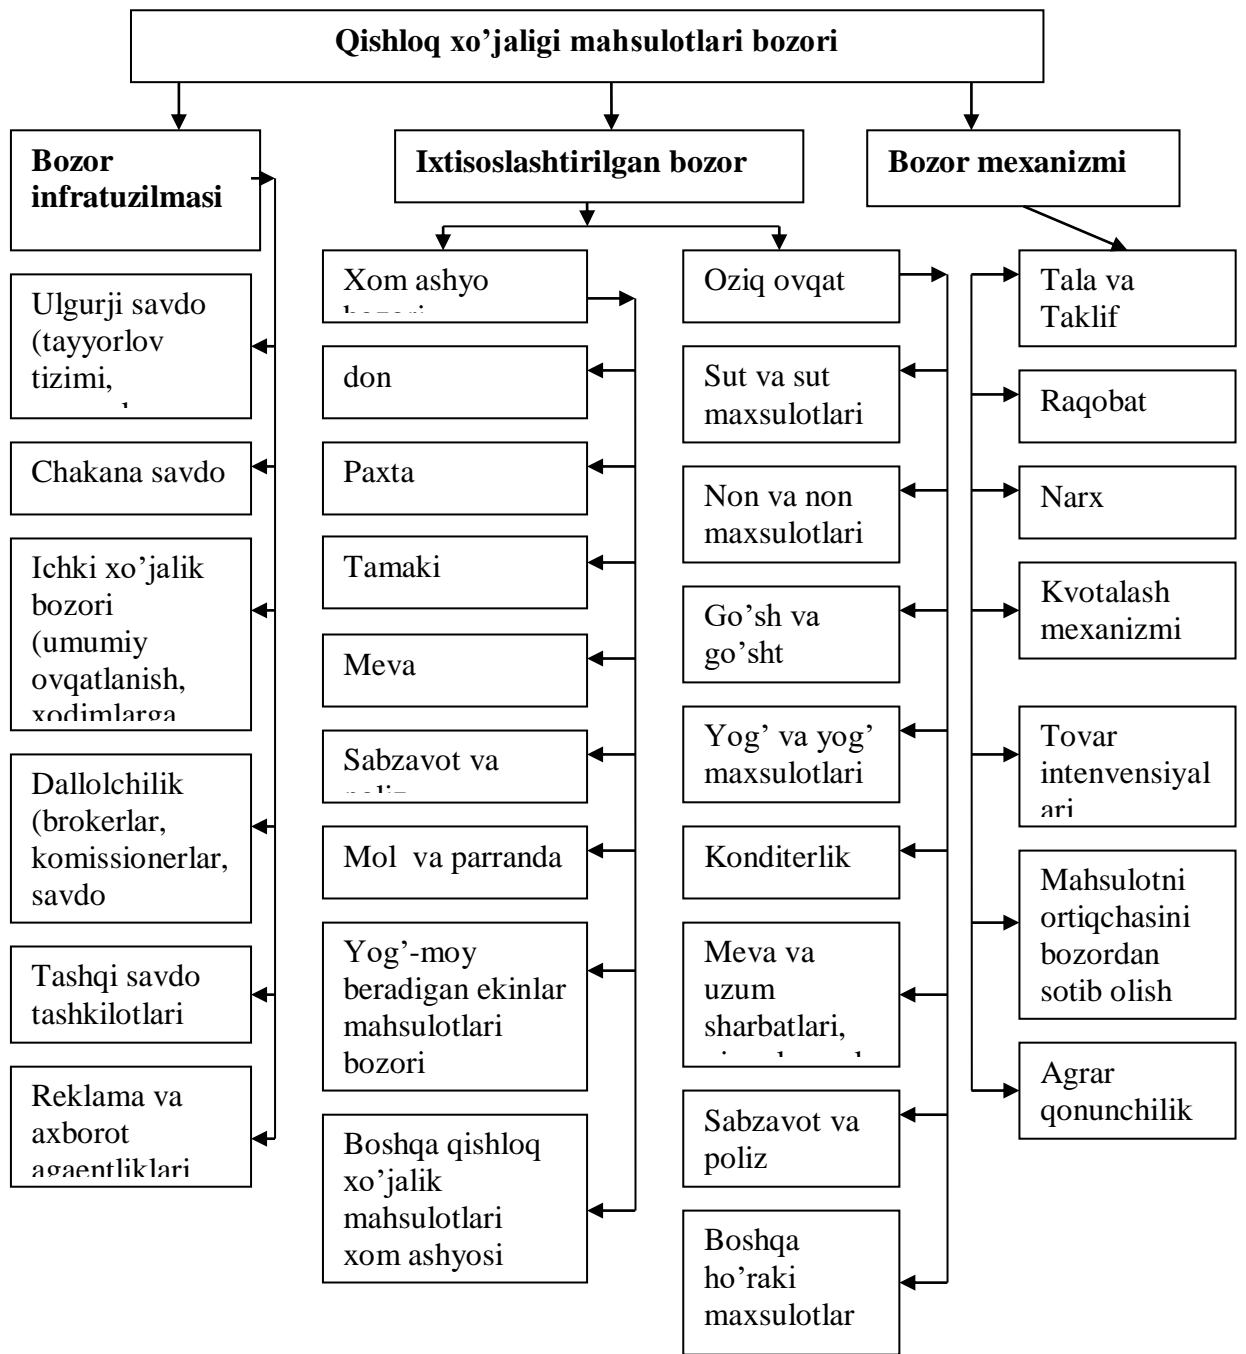 Qishloq xo’jaligi mahsulotlari bozori
Bozor
infratuzilmasi
Ixtisoslashtirilgan bozor
Bozor mexanizmi
Ulgurji savdo
(tayyorlov
tizimi,
Chakana savdo
Ichki xo’jalik
bozori
(umumiy
ovqatlanish,
xodimlarga
Dallolchilik
(brokerlar,
komissionerlar,
savdo
Tashqi savdo
tashkilotlari
Reklama va
axborot
agaentliklari
Xom ashyo
bozori
don
Paxta
Tamaki
Meva
Sabzavot va
poliz
Mol va parranda
Yog’-moy
beradigan ekinlar
mahsulotlari
bozori
Boshqa qishloq
xo’jalik
mahsulotlari
xom ashyosi
Oziq ovqat
Sut va sut
maxsulotlari
Non va non
maxsulotlari
Go’sh va
go’sht
Yog’ va yog’
maxsulotlari
Konditerlik
Meva va
uzum
sharbatlari,
Sabzavot va
poliz
Boshqa
ho’raki
maxsulotlar
Tala va
Taklif
Raqobat
Narx
Kvotalash
mexanizmi
Tovar
intenvensiyal
ari
Mahsulotni
ortiqchasini
bozordan
sotib olish
Agrar
qonunchilik